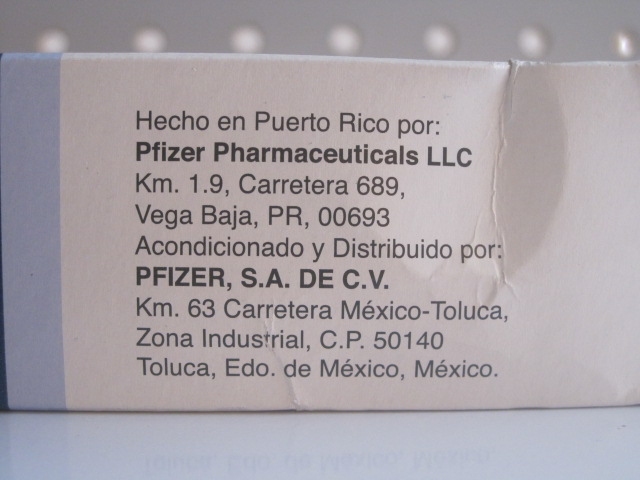 Hecho en Puerto Rico por:
Pfizer Pharmaceuticals LLC
Km. 1.9, Carretera 689,
Vega Baja, PR, 00693
Acondicionado y Distribuido por:
PFIZER, S.A. DE C.V.
Km. 63 Carretera México-Toluca,
Zona Industrial, C.P. 50140
Toluca, Edo. de México, México.